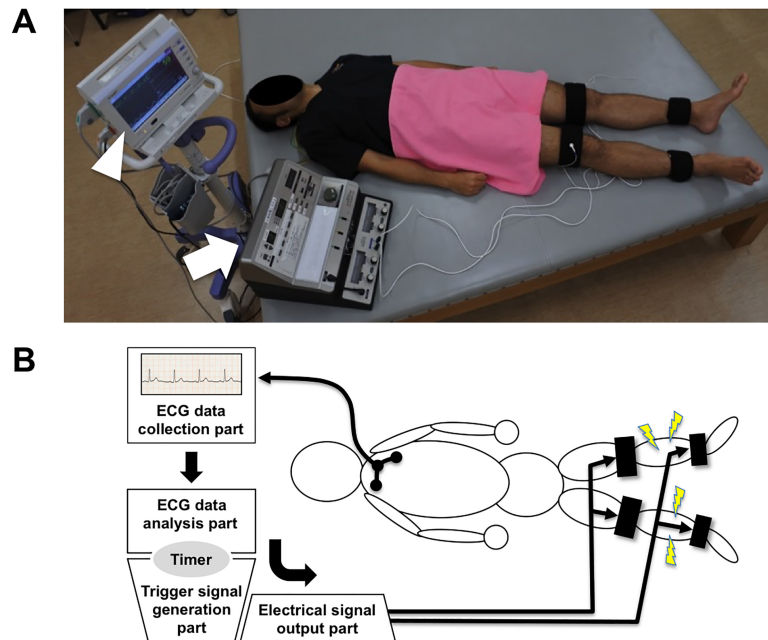 A
B
ECG data
collection part
ECG data
analysis part
Timer
Trigger signal
generation
part
Electrical signal
output part